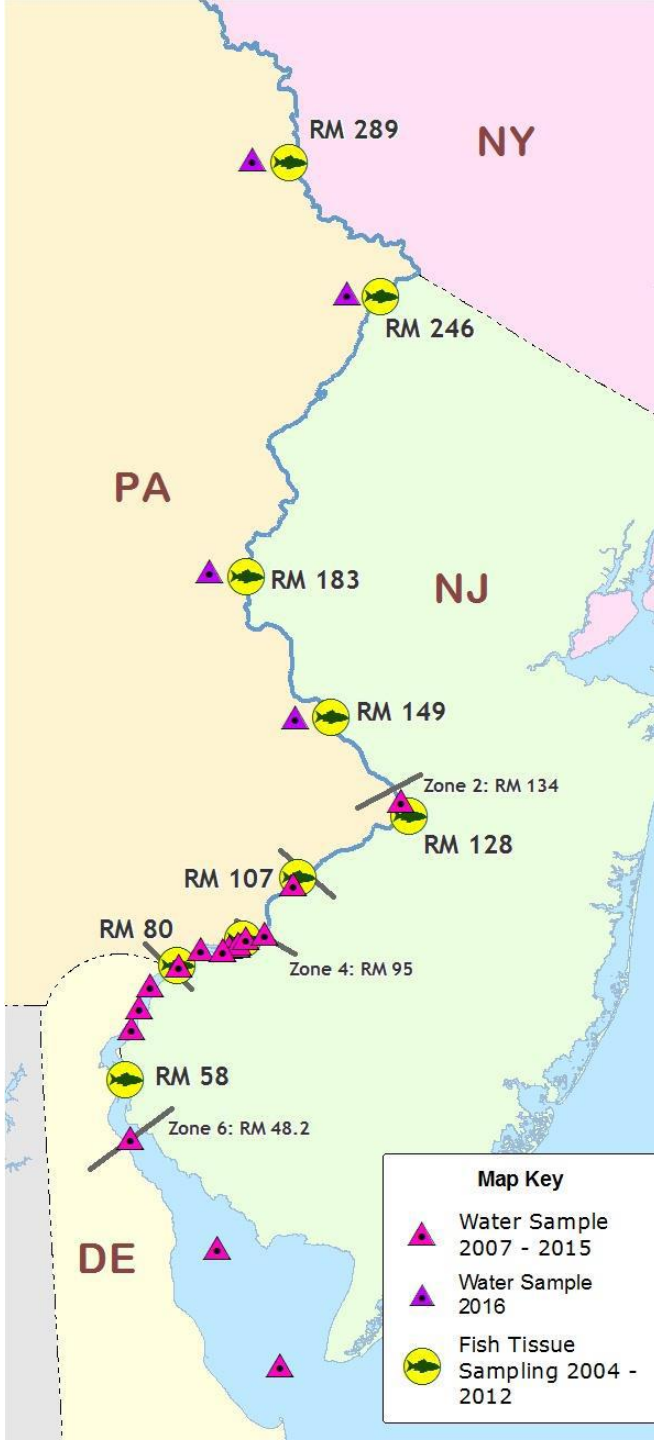 RM 289
NY
RM 246
PA
RM 183
NJ
RM 149
Zone 2: RM 134
RM 128
RM 107
RM 80
Zone 4: RM 95
RM 58
Zone 6: RM 48.2
DE
Map Key
Water Sample
2007 - 2015
Water Sample
2016
Fish Tissue
Sampling 2004 -
2012